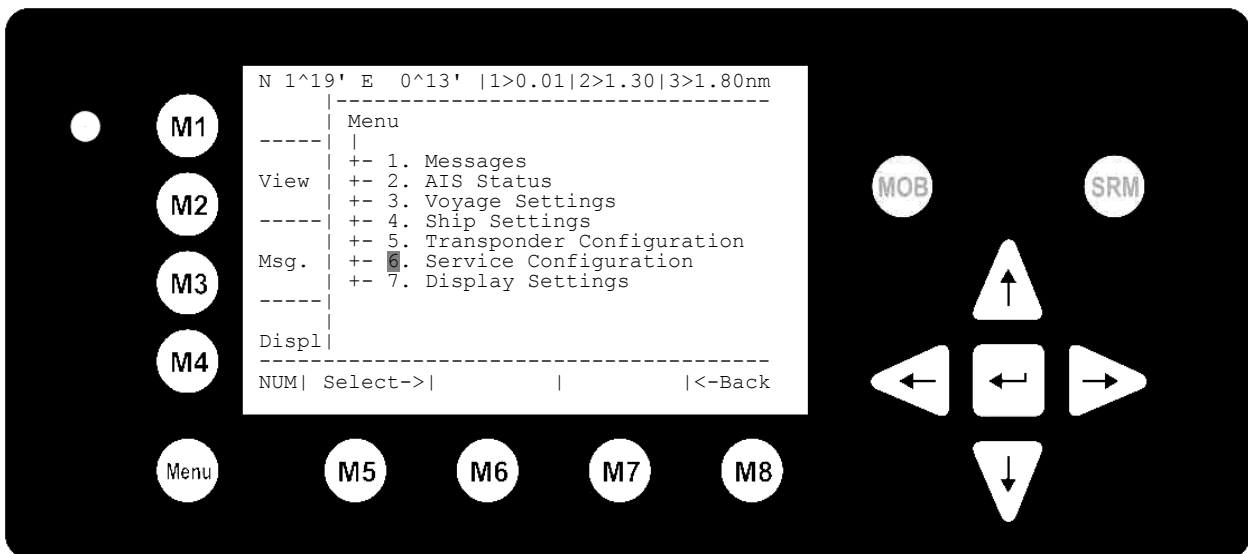 N 1^19' E  0^13' |1>0.01|2>1.30|3>1.80nm
|----------------------------------
| Menu
-----| |
| +- 1. Messages
View | +- 2. AIS Status
| +- 3. Voyage Settings
-----| +- 4. Ship Settings
| +- 5. Transponder Configuration
Msg. | +- 6. Service Configuration
| +- 7. Display Settings
-----|
|
Displ|
----------------------------------------
NUM| Select->|        |       |<-Back
M1
M2
M3
M4
MOB
SRM
↑
← ↵ →
↓
Menu
M5
M6
M7
M8